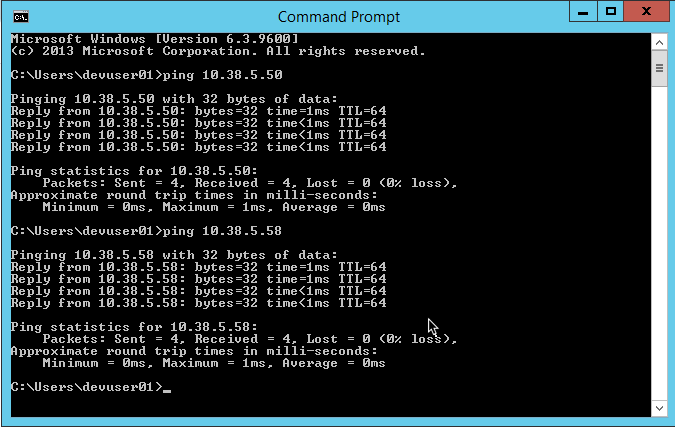 Command Prompt
Microsoft Windows [Version 6.3.9600]
(c) 2013 Microsoft Corporation. All rights reserved.
C:\Users\devuser01>ping 10.38.5.50
Pinging 10.38.5.50 with 32 bytes of data:
Reply from 10.38.5.50: bytes=32 time=1ms TTL=64
Reply from 10.38.5.50: bytes=32 time<1ms TTL=64
Reply from 10.38.5.50: bytes=32 time<1ms TTL=64
Reply from 10.38.5.50: bytes=32 time<1ms TTL=64
Ping statistics for 10.38.5.50:
    Packets: Sent = 4, Received = 4, Lost = 0 (0% loss),
Approximate round trip times in milli-seconds:
    Minimum = 0ms, Maximum = 1ms, Average = 0ms
C:\Users\devuser01>ping 10.38.5.58
Pinging 10.38.5.58 with 32 bytes of data:
Reply from 10.38.5.58: bytes=32 time=1ms TTL=64
Reply from 10.38.5.58: bytes=32 time=1ms TTL=64
Reply from 10.38.5.58: bytes=32 time<1ms TTL=64
Reply from 10.38.5.58: bytes=32 time<1ms TTL=64
Ping statistics for 10.38.5.58:
    Packets: Sent = 4, Received = 4, Lost = 0 (0% loss),
Approximate round trip times in milli-seconds:
    Minimum = 0ms, Maximum = 1ms, Average = 0ms
C:\Users\devuser01>_